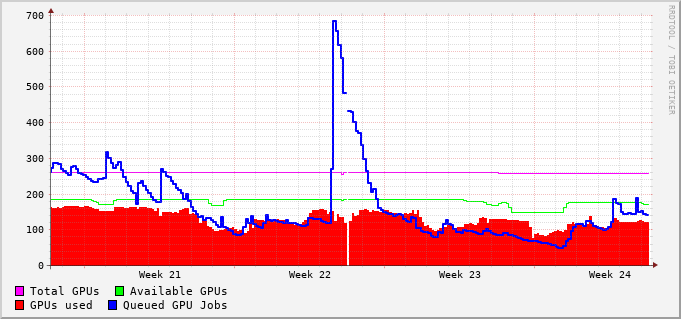 700
600
500
400
300
200
100
0
Week 21 Week 22 Week 23 Week 24
Total GPUs Available GPUs
GPUs used Queued GPU Jobs
RRDTOOL / TOBI OETIKER